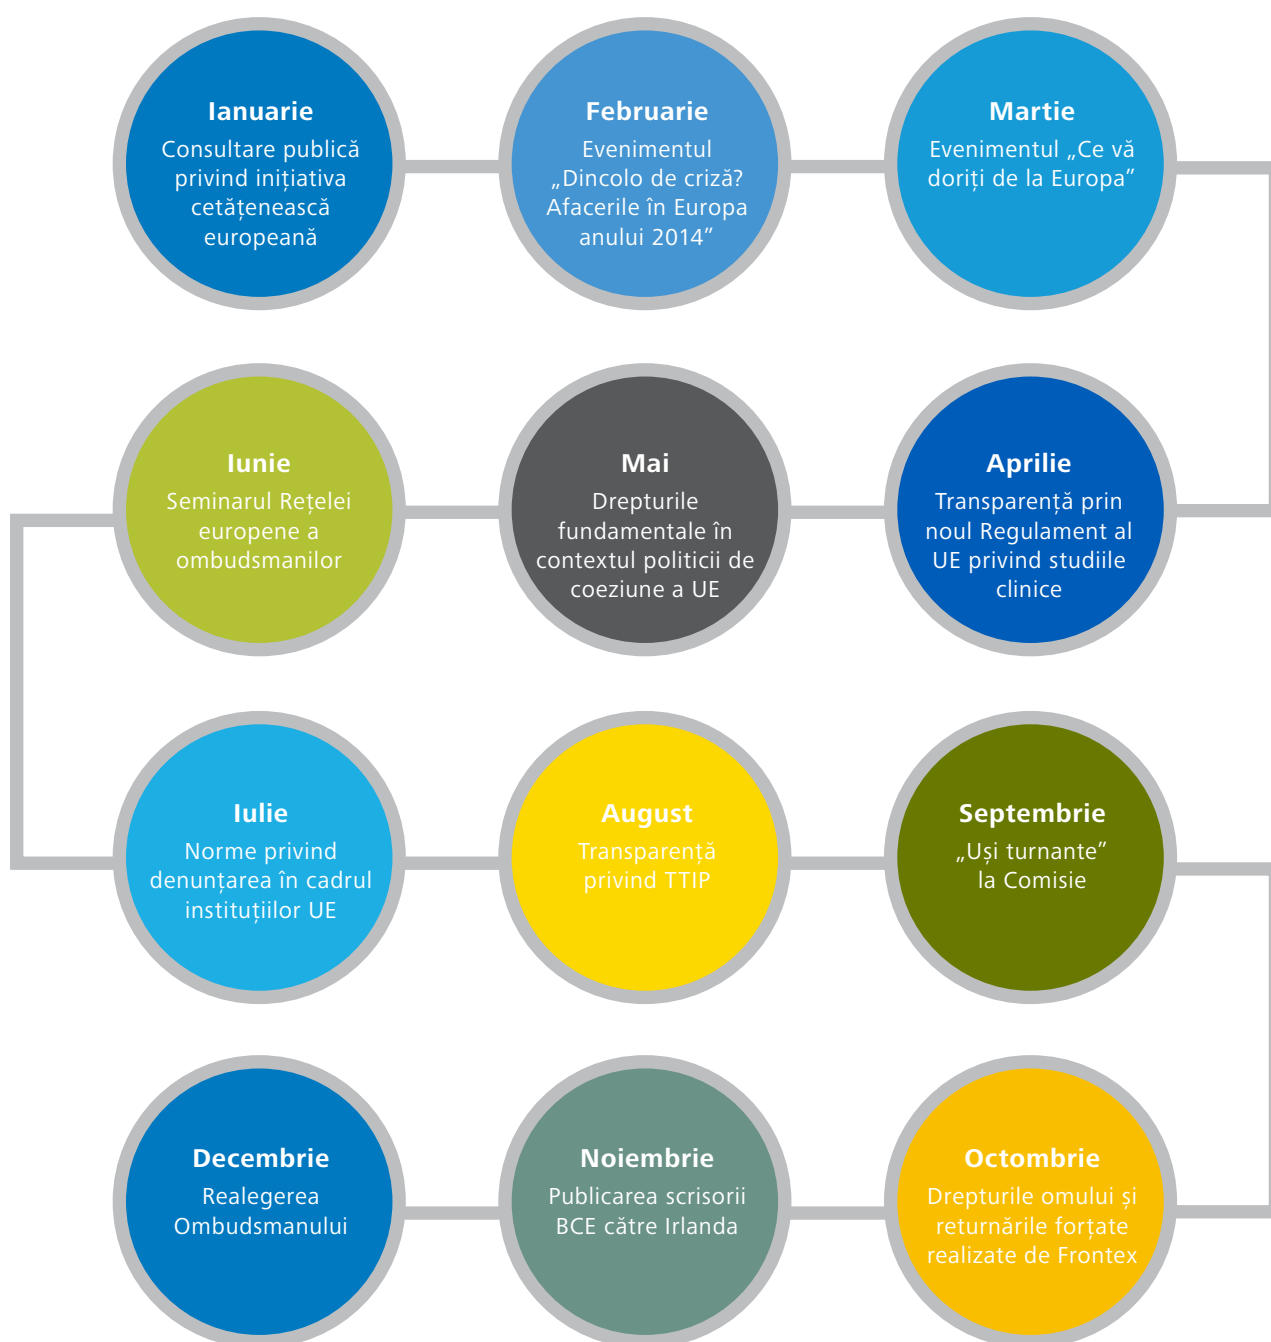 Ianuarie
Consultare publică
privind inițiativa
cetățenească
europeană
Februarie
Evenimentul
„Dincolo de criză?
Afacerile în Europa
anului 2014”
Martie
Evenimentul „Ce vă
doriți de la Europa”
Aprilie
Transparență prin
noul Regulament al
UE privind studiile
clinice
Mai
Drepturile
fundamentale în
contextul politicii de
coeziune a UE
Iunie
Seminarul Rețelei
europene a
ombudsmanilor
Iulie
Norme privind
denunțarea în cadrul
instituțiilor UE
August
Transparență
privind TTIP
Septembrie
„Uși turnante”
la Comisie
Octombrie
Drepturile omului și
returnările forțate
realizate de Frontex
Noiembrie
Publicarea scrisorii
BCE către Irlanda
Decembrie
Realegerea
Ombudsmanului